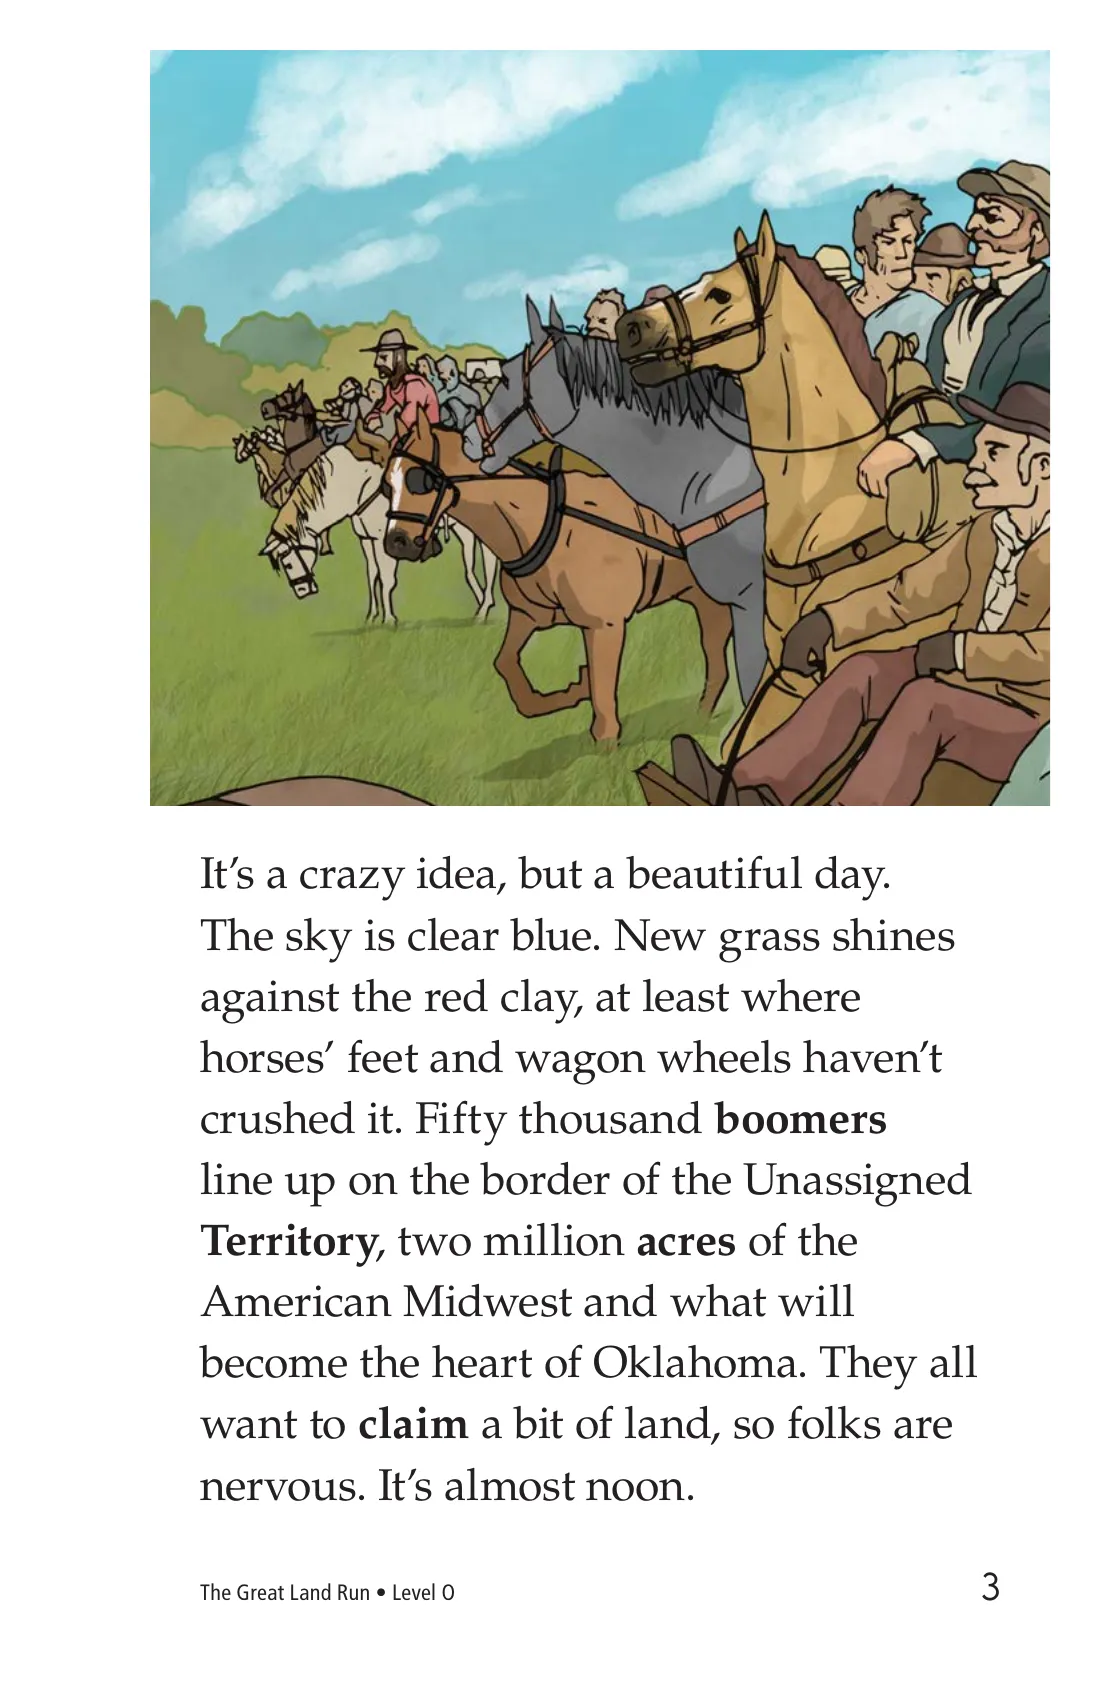 It’s a crazy idea, but a beautiful day.
The sky is clear blue. New grass shines
against the red clay, at least where
horses’ feet and wagon wheels haven’t
crushed it. Fifty thousand boomers
line up on the border of the Unassigned
Territory, two million acres of the
American Midwest and what will
become the heart of Oklahoma. They all
want to claim a bit of land, so folks are
nervous. It’s almost noon.
The Great Land Run • Level O
3